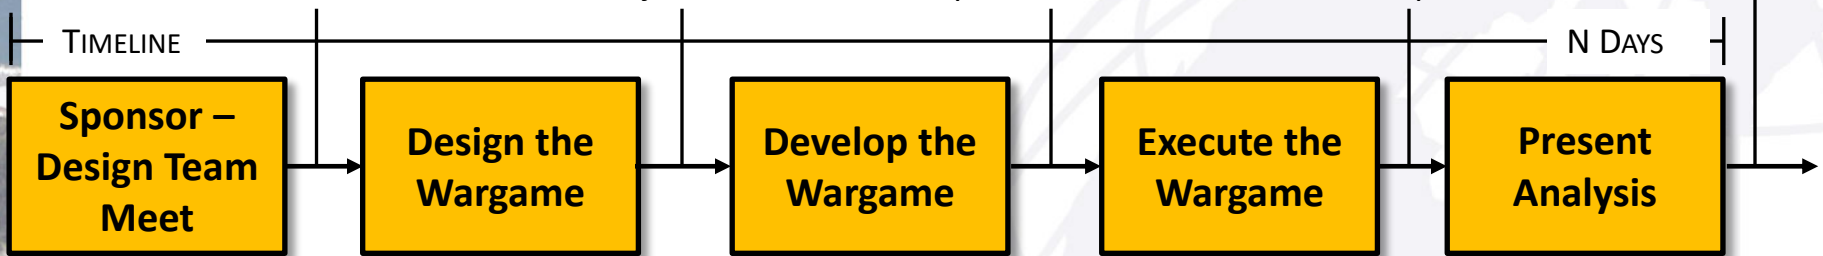 TIMELINE
N DAYS
Sponsor –
Design Team
Meet
Design the
Wargame
Develop the
Wargame
Execute the
Wargame
Present
Analysis